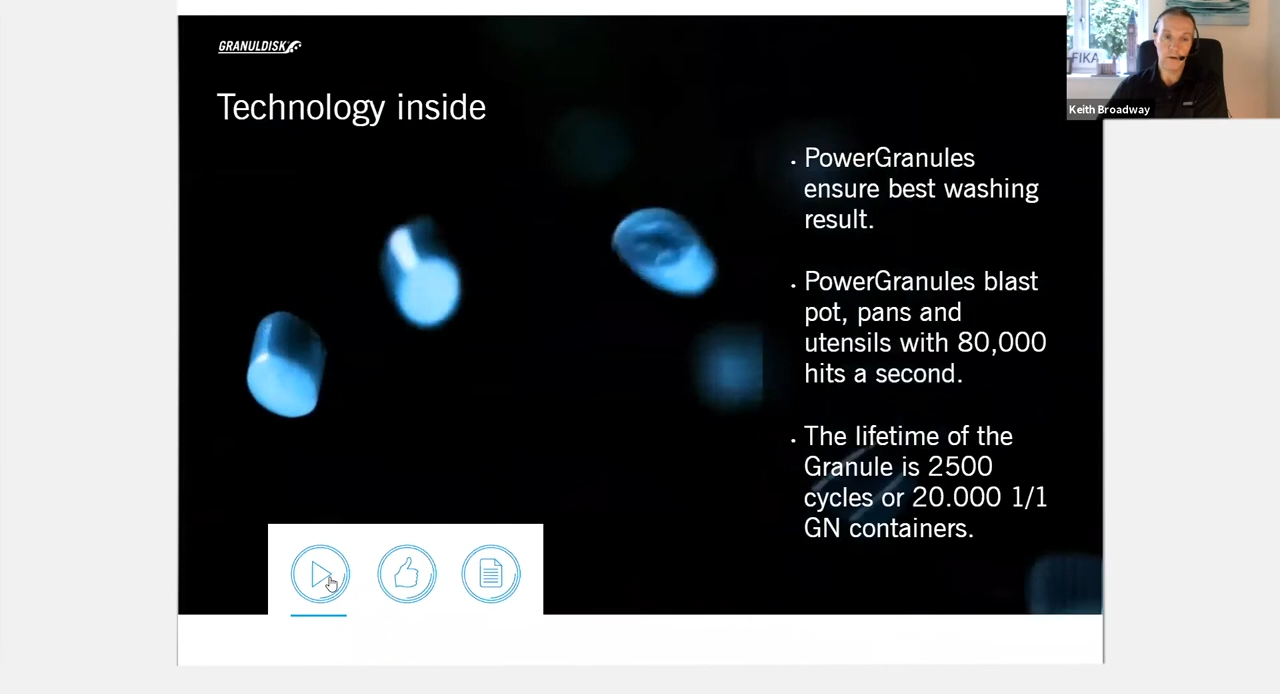 GRANULDISK
Technology inside
• PowerGranules
ensure best washing
result.
• PowerGranules blast
pot, pans and
utensils with 80,000
hits a second.
• The lifetime of the
Granule is 2500
cycles or 20.000 1/1
GN containers.
FIKA
Keith Broadway